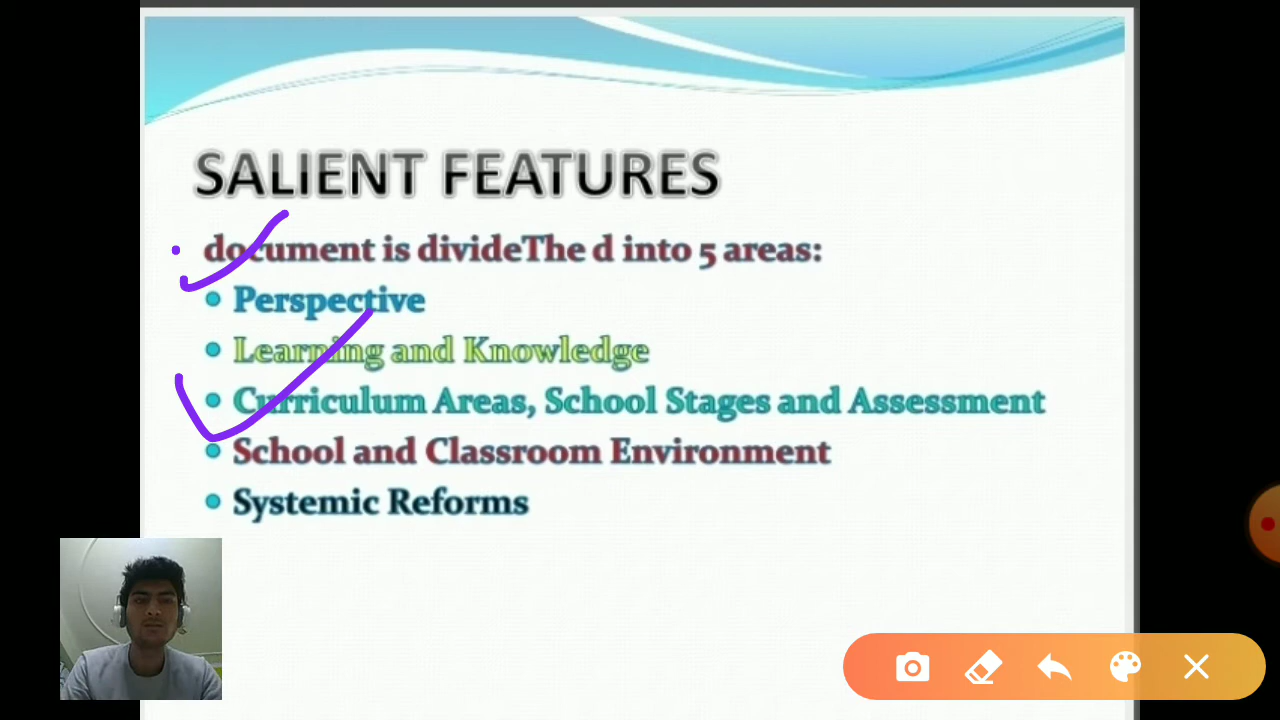 SALIENT FEATURES
document is divideThe d into 5 areas:
Perspective
Learning and Knowledge
Curriculum Areas, School Stages and Assessment
School and Classroom Environment
Systemic Reforms